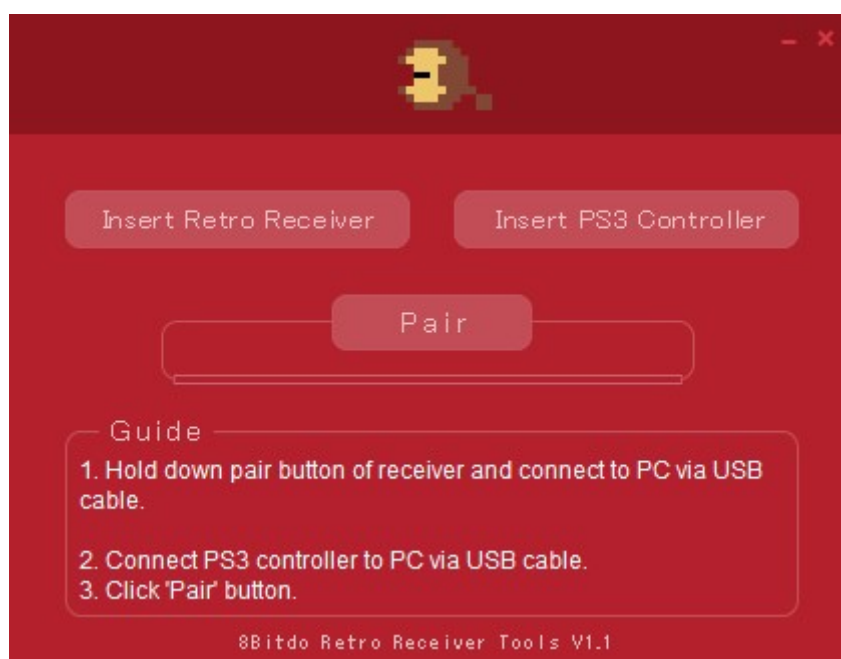 Insert Retro Receiver
Insert PS3 Controller
Pair
Guide
1. Hold down pair button of receiver and connect to PC via USB
cable.
2. Connect PS3 controller to PC via USB cable.
3. Click 'Pair' button.
8Bitdo Retro Receiver Tools V1.1